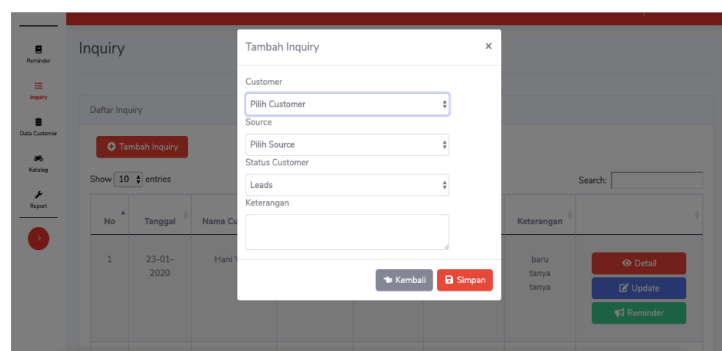 Reminder
Inquiry
Data Customer
Katalog
Report
Inquiry
Daftar Inquiry
Tambah Inquiry
Show 10 entries
Search:
No Tanggal Nama Cu Keterangan
1 23-01-2020 Hani baru tanya tanya
Detail
Update
Reminder
Tambah Inquiry ×
Customer
Pilih Customer
Source
Pilih Source
Status Customer
Leads
Keterangan
Kembali Simpan